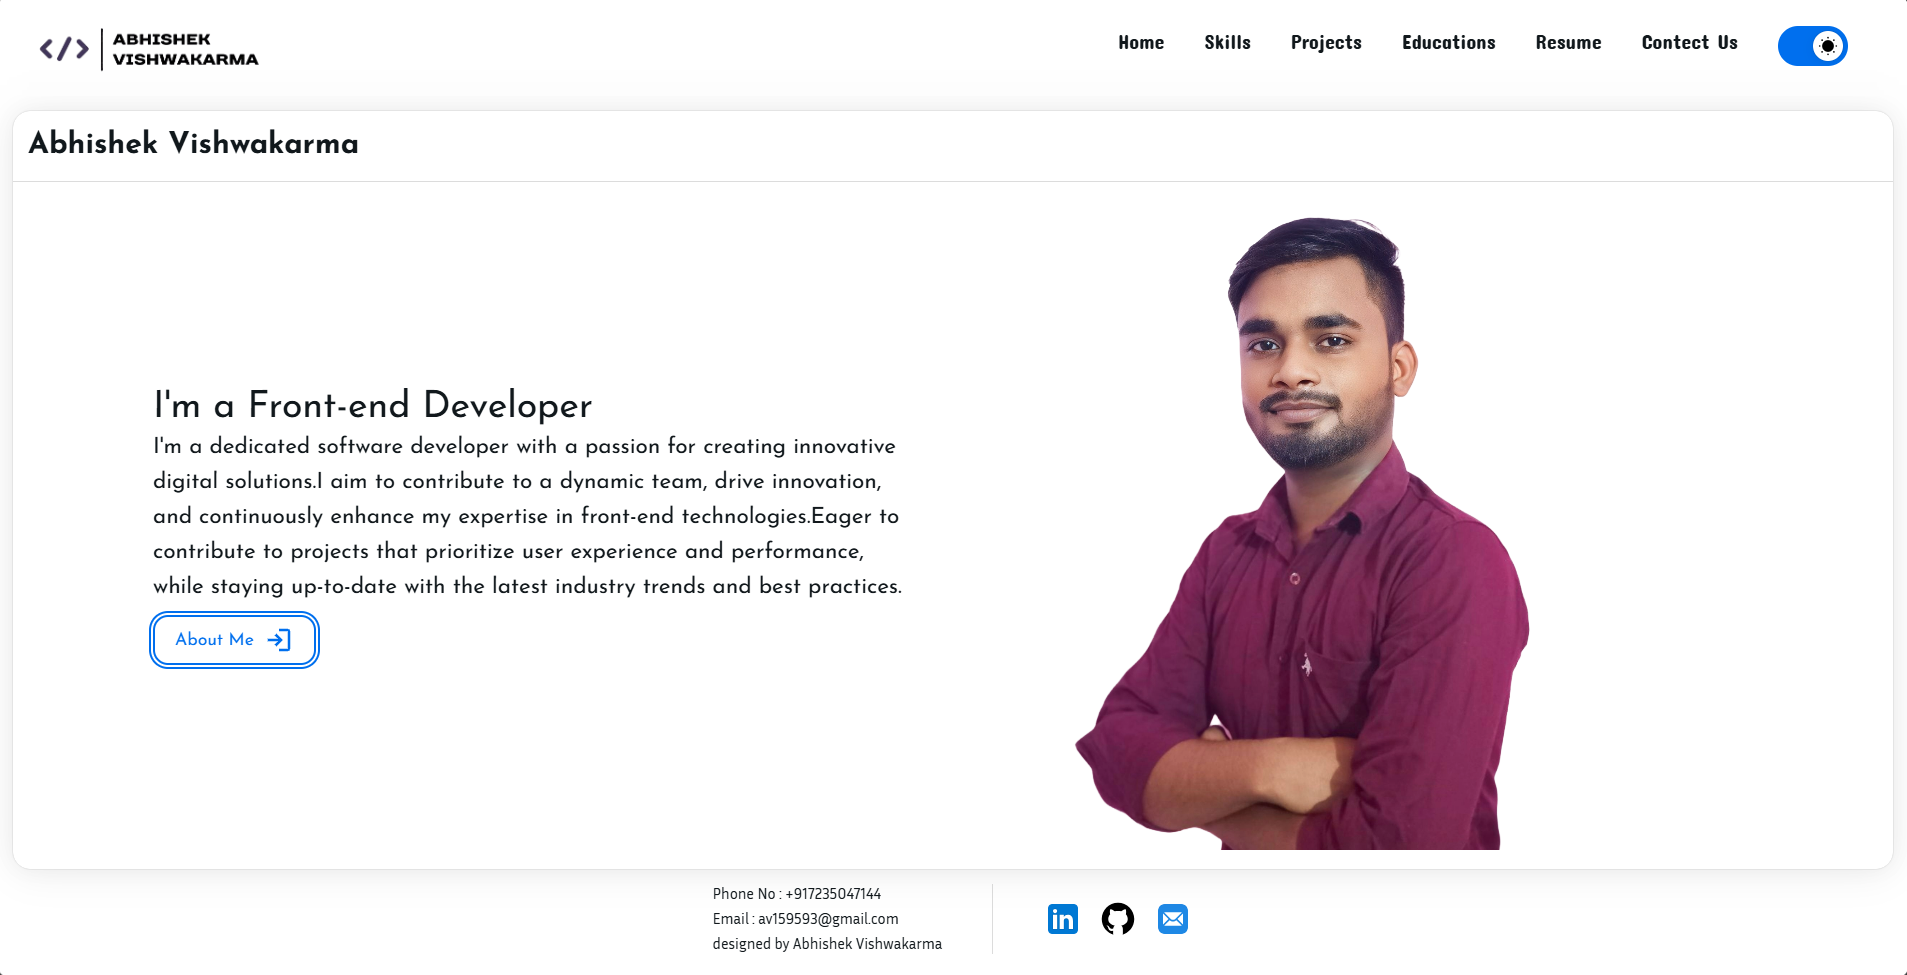 </>
ABHISHEK
VISHWAKARMA
Home Skills Projects Educations Resume Contect Us
Abhishek Vishwakarma
I'm a Front-end Developer
I'm a dedicated software developer with a passion for creating innovative
digital solutions.I aim to contribute to a dynamic team, drive innovation,
and continuously enhance my expertise in front-end technologies.Eager to
contribute to projects that prioritize user experience and performance,
while staying up-to-date with the latest industry trends and best practices.
About Me
Phone No : +917235047144
Email : av159593@gmail.com
designed by Abhishek Vishwakarma
in